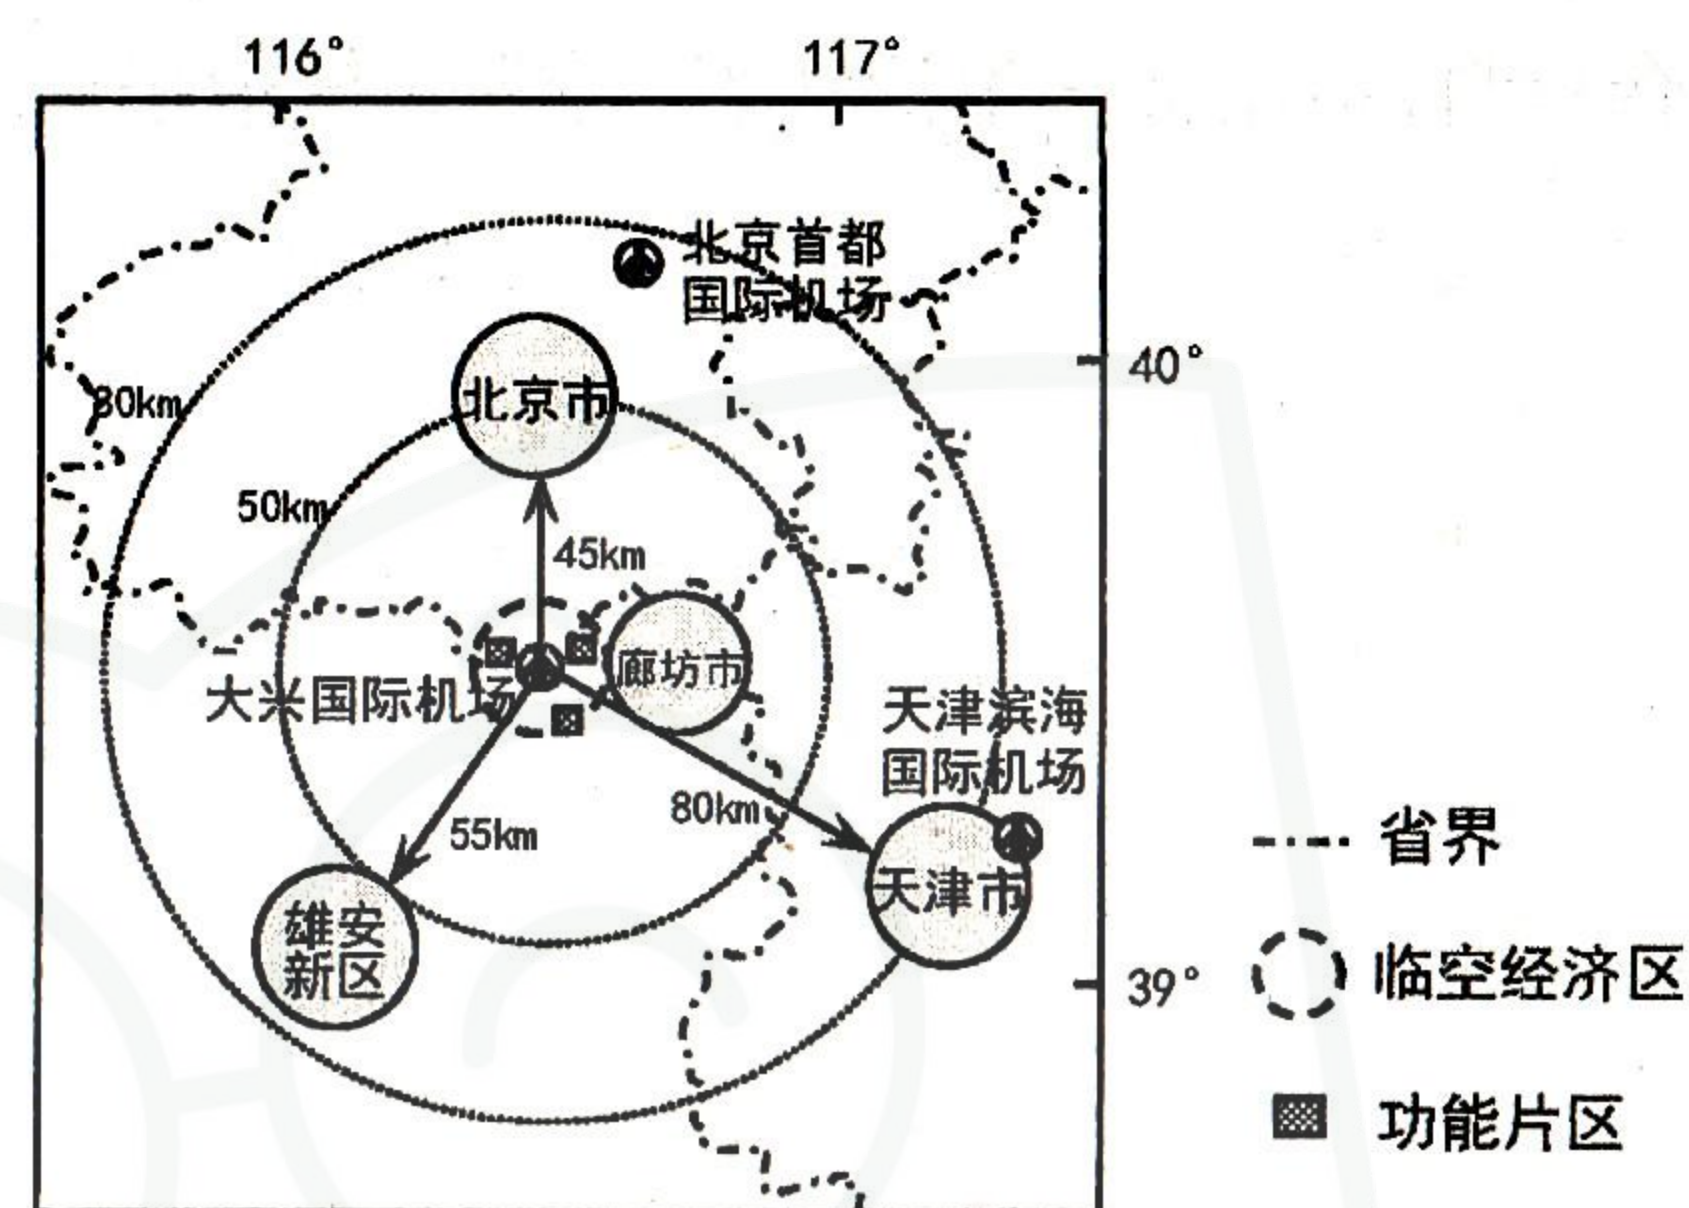 116°
117°
北京首都
国际机场
40°
80km
北京市
50km
45km
廊坊市
大兴国际机场
天津滨海
国际机场
80km
55km
省界
天津市
雄安
新区
39°
临空经济区
功能片区